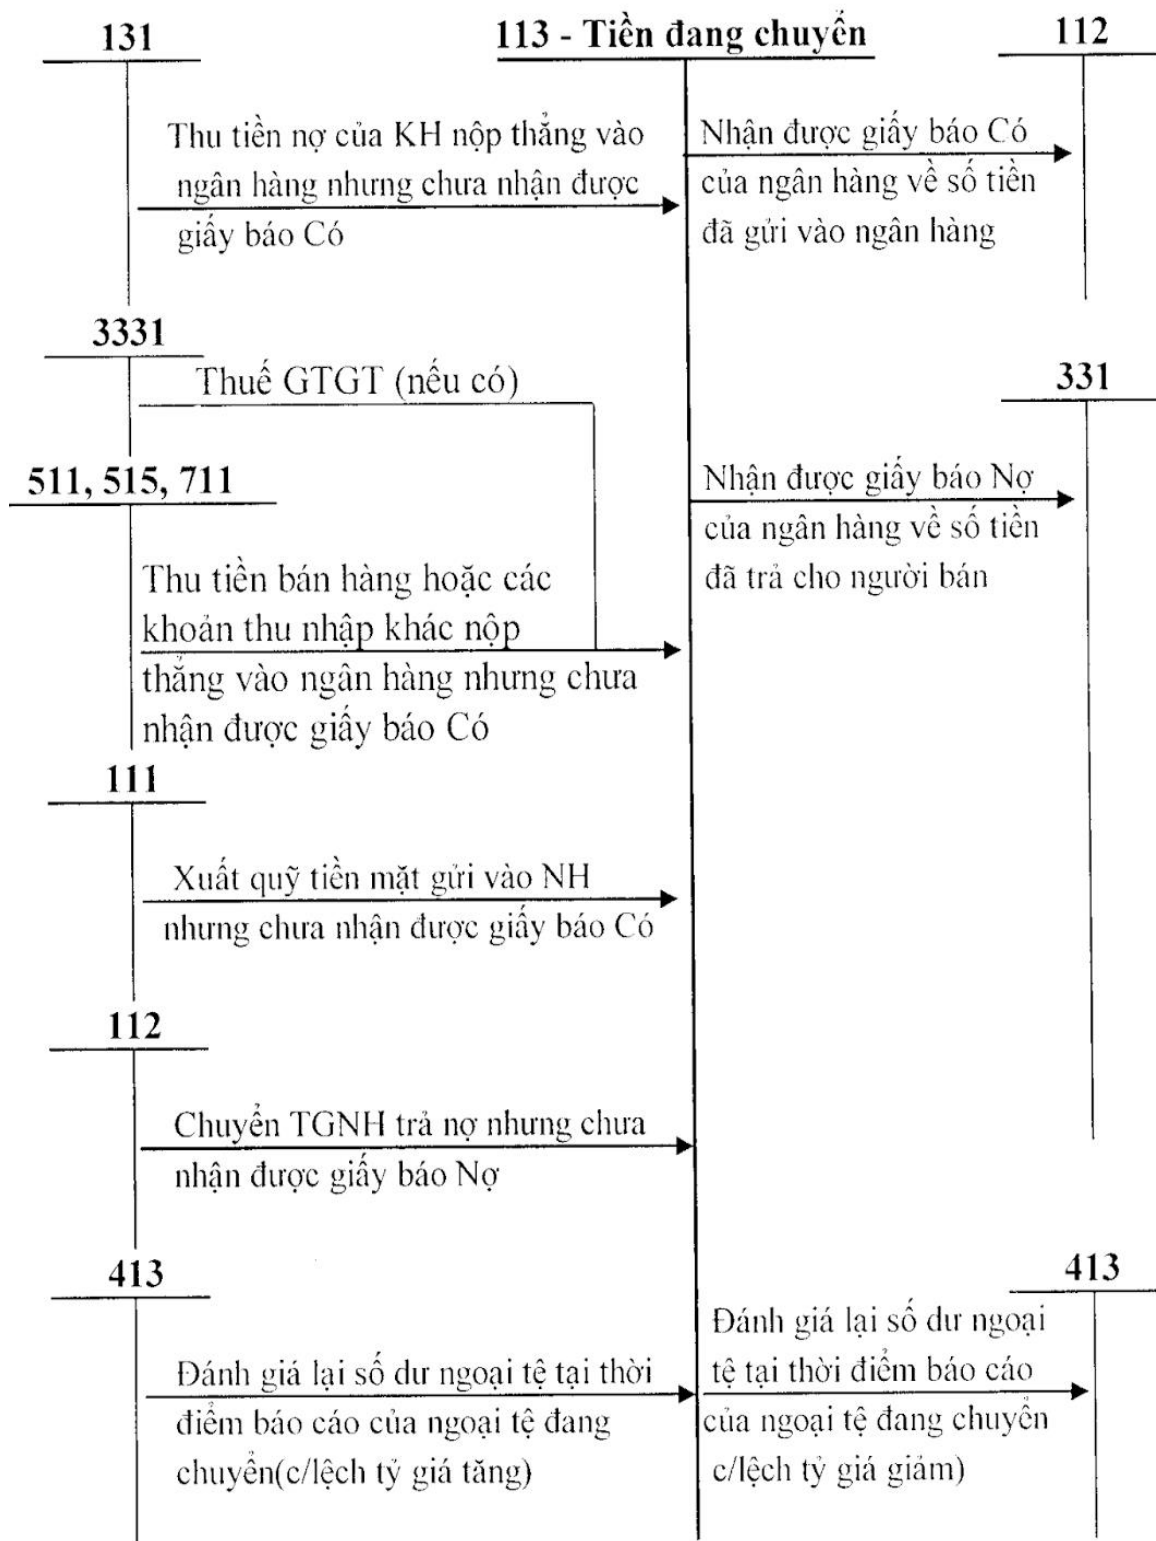 131
113 - Tiền đang chuyển
112
Thu tiền nợ của KH nộp thẳng vào
ngân hàng nhưng chưa nhận được
giấy báo Có
Nhận được giấy báo Có
của ngân hàng về số tiền
đã gửi vào ngân hàng
3331
Thuế GTGT (nếu có)
331
511, 515, 711
Nhận được giấy báo Nợ
của ngân hàng về số tiền
đã trả cho người bán
Thu tiền bán hàng hoặc các
khoản thu nhập khác nộp
thẳng vào ngân hàng nhưng chưa
nhận được giấy báo Có
111
Xuất quỹ tiền mặt gửi vào NH
nhưng chưa nhận được giấy báo Có
112
Chuyển TGNH trả nợ nhưng chưa
nhận được giấy báo Nợ
413
Đánh giá lại số dư ngoại tệ tại thời
điểm báo cáo của ngoại tệ đang
chuyển(c/lệch tỷ giá tăng)
413
Đánh giá lại số dư ngoại
tệ tại thời điểm báo cáo
của ngoại tệ đang chuyển
c/lệch tỷ giá giảm)